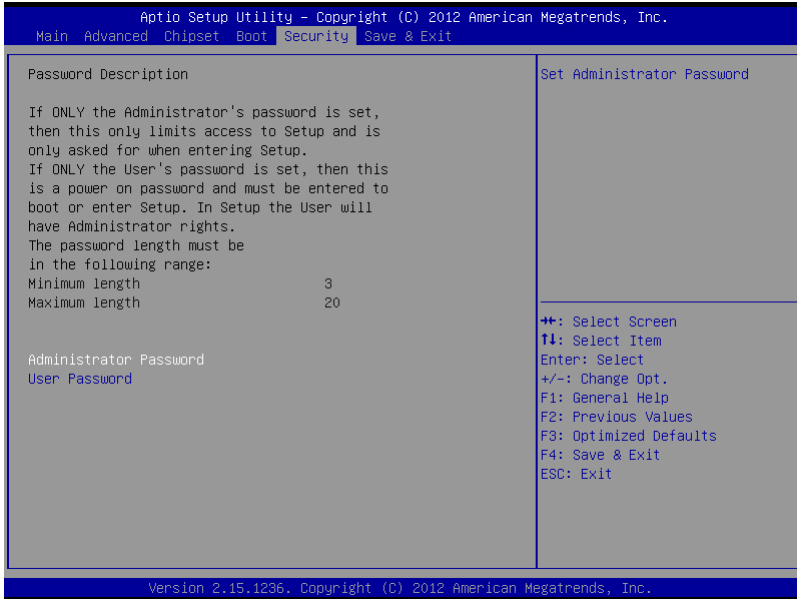 Aptio Setup Utility – Copyright (C) 2012 American Megatrends, Inc.
Main Advanced Chipset Boot Security Save & Exit
Password Description
If ONLY the Administrator's password is set,
then this only limits access to Setup and is
only asked for when entering Setup.
If ONLY the User's password is set, then this
is a power on password and must be entered to
boot or enter Setup. In Setup the User will
have Administrator rights.
The password length must be
in the following range:
Minimum length 3
Maximum length 20
Administrator Password
User Password
Set Administrator Password
→←: Select Screen
↑↓: Select Item
Enter: Select
+/-: Change Opt.
F1: General Help
F2: Previous Values
F3: Optimized Defaults
F4: Save & Exit
ESC: Exit
Version 2.15.1236. Copyright (C) 2012 American Megatrends, Inc.